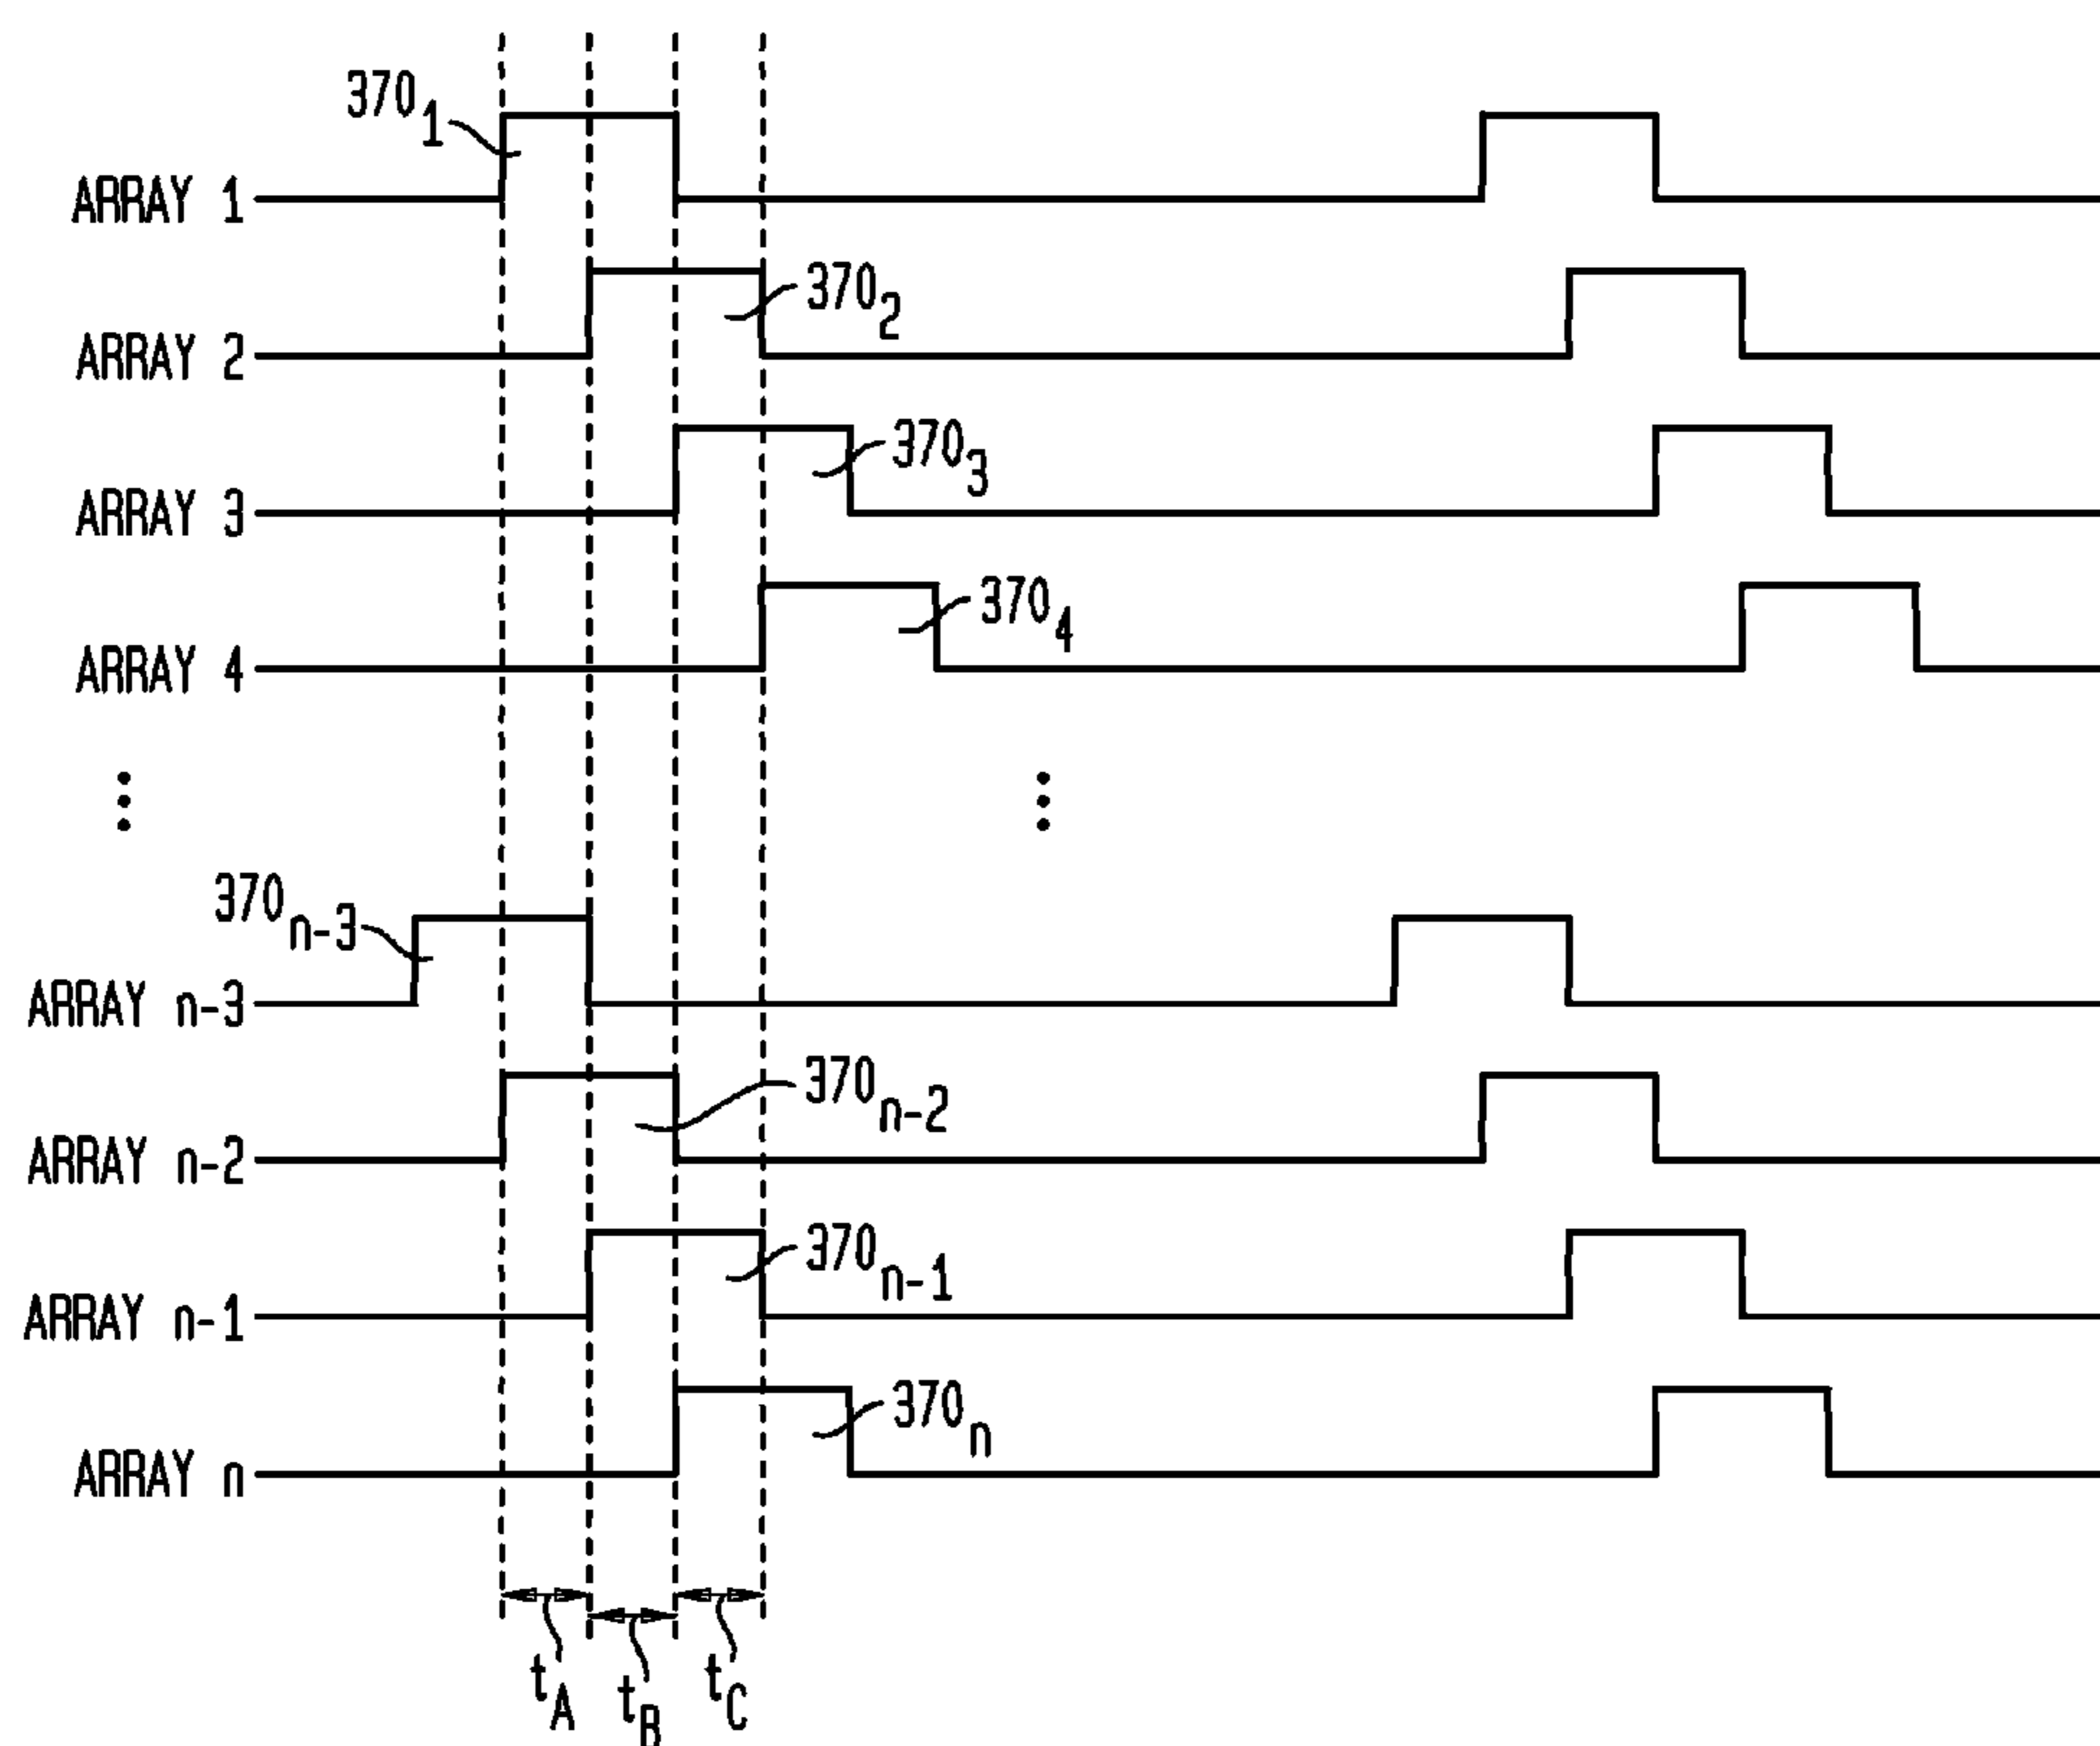 370₁
ARRAY 1
370₂
ARRAY 2
370₃
ARRAY 3
370₄
ARRAY 4
370ₙ₋₃
ARRAY n-3
370ₙ₋₂
ARRAY n-2
370ₙ₋₁
ARRAY n-1
370ₙ
ARRAY n
t_A t_B t_C